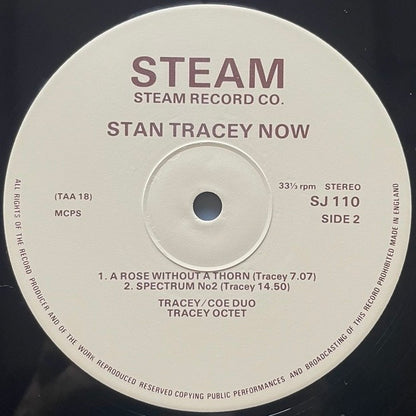 STEAM
STEAM RECORD CO.
STAN TRACEY NOW
(TAA 18)
MCPS
33⅓ rpm STEREO
SJ 110
SIDE 2
1. A ROSE WITHOUT A THORN (Tracey 7.07)
2. SPECTRUM No2 (Tracey 14.50)
TRACEY/COE DUO
TRACEY OCTET
ALL RIGHTS OF THE RECORD PRODUCER AND OF THE WORK REPRODUCED RESERVED COPYING PUBLIC PERFORMANCES AND BROADCASTING OF THIS RECORD PROHIBITED MADE IN ENGLAND